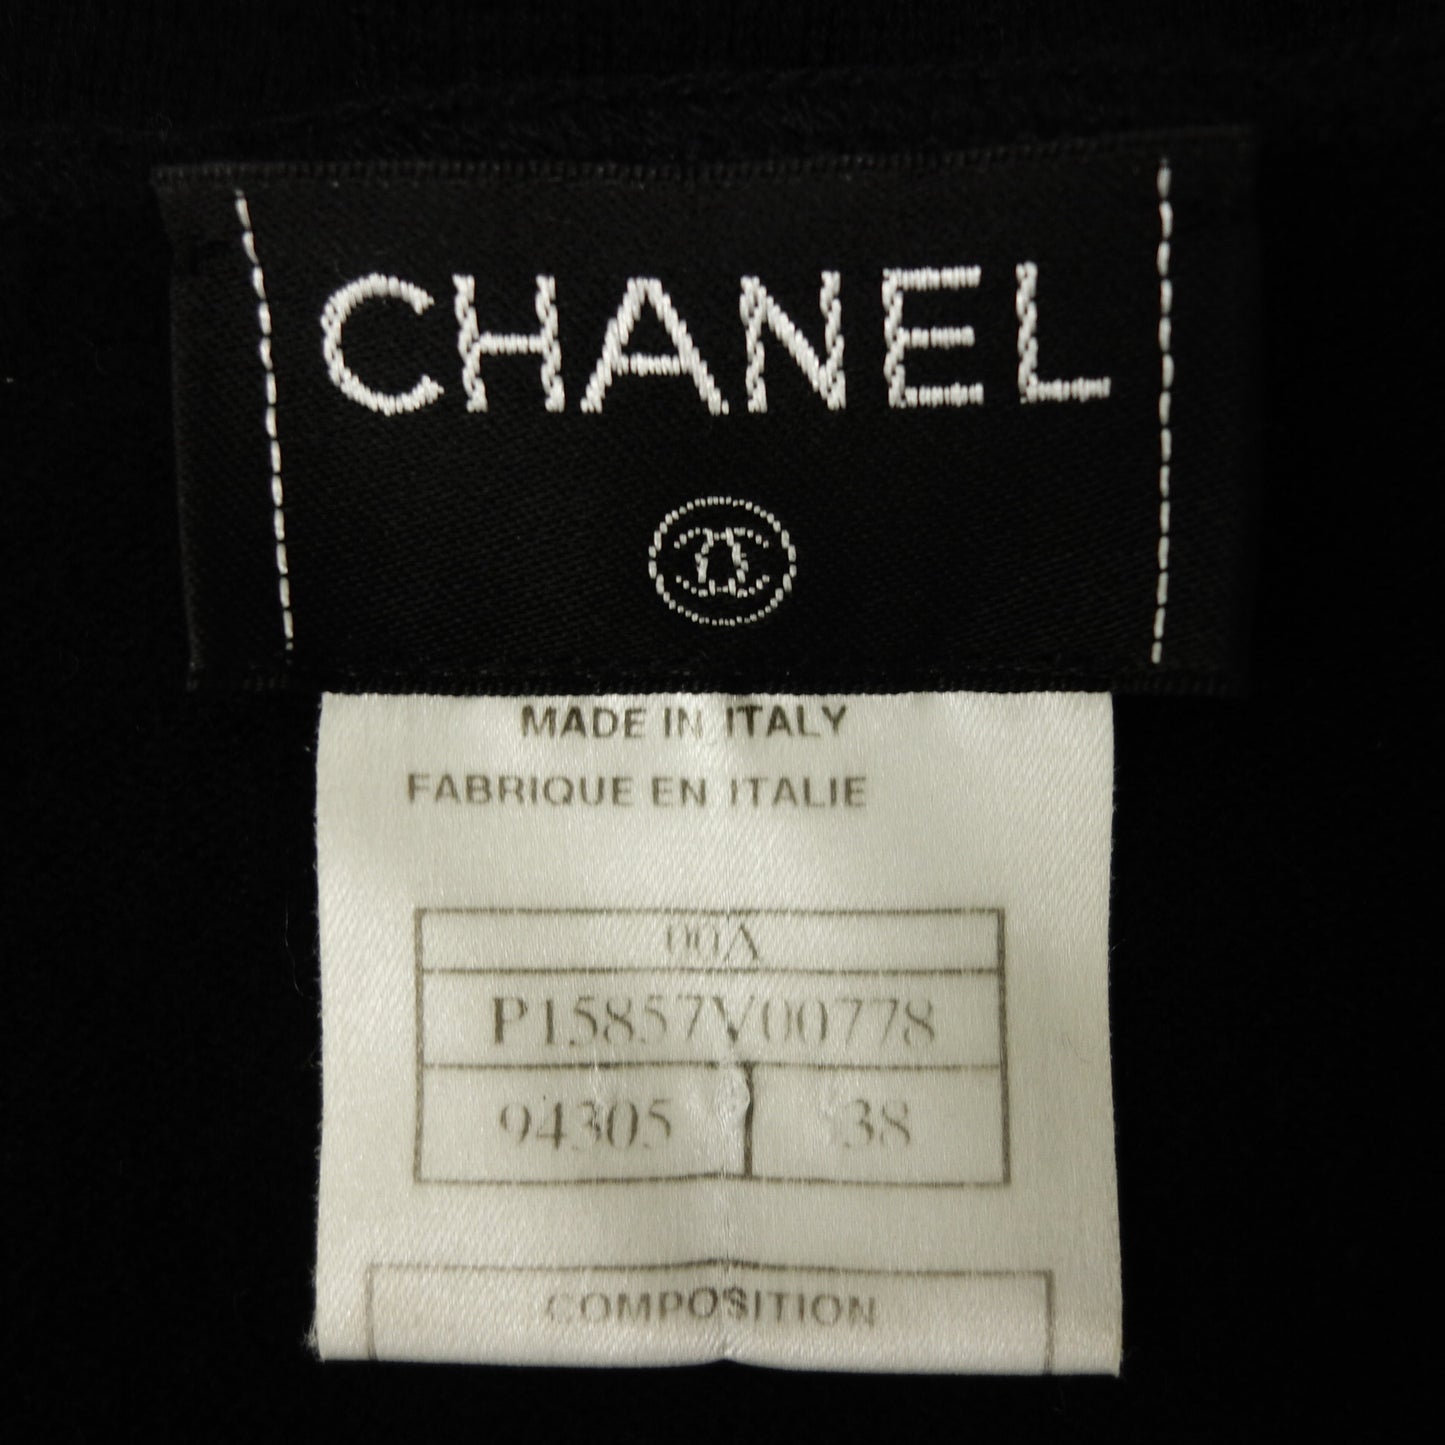 CHANEL
MADE IN ITALY
FABRIQUE EN ITALIE
00A
P15857V00778
94305 38
COMPOSITION